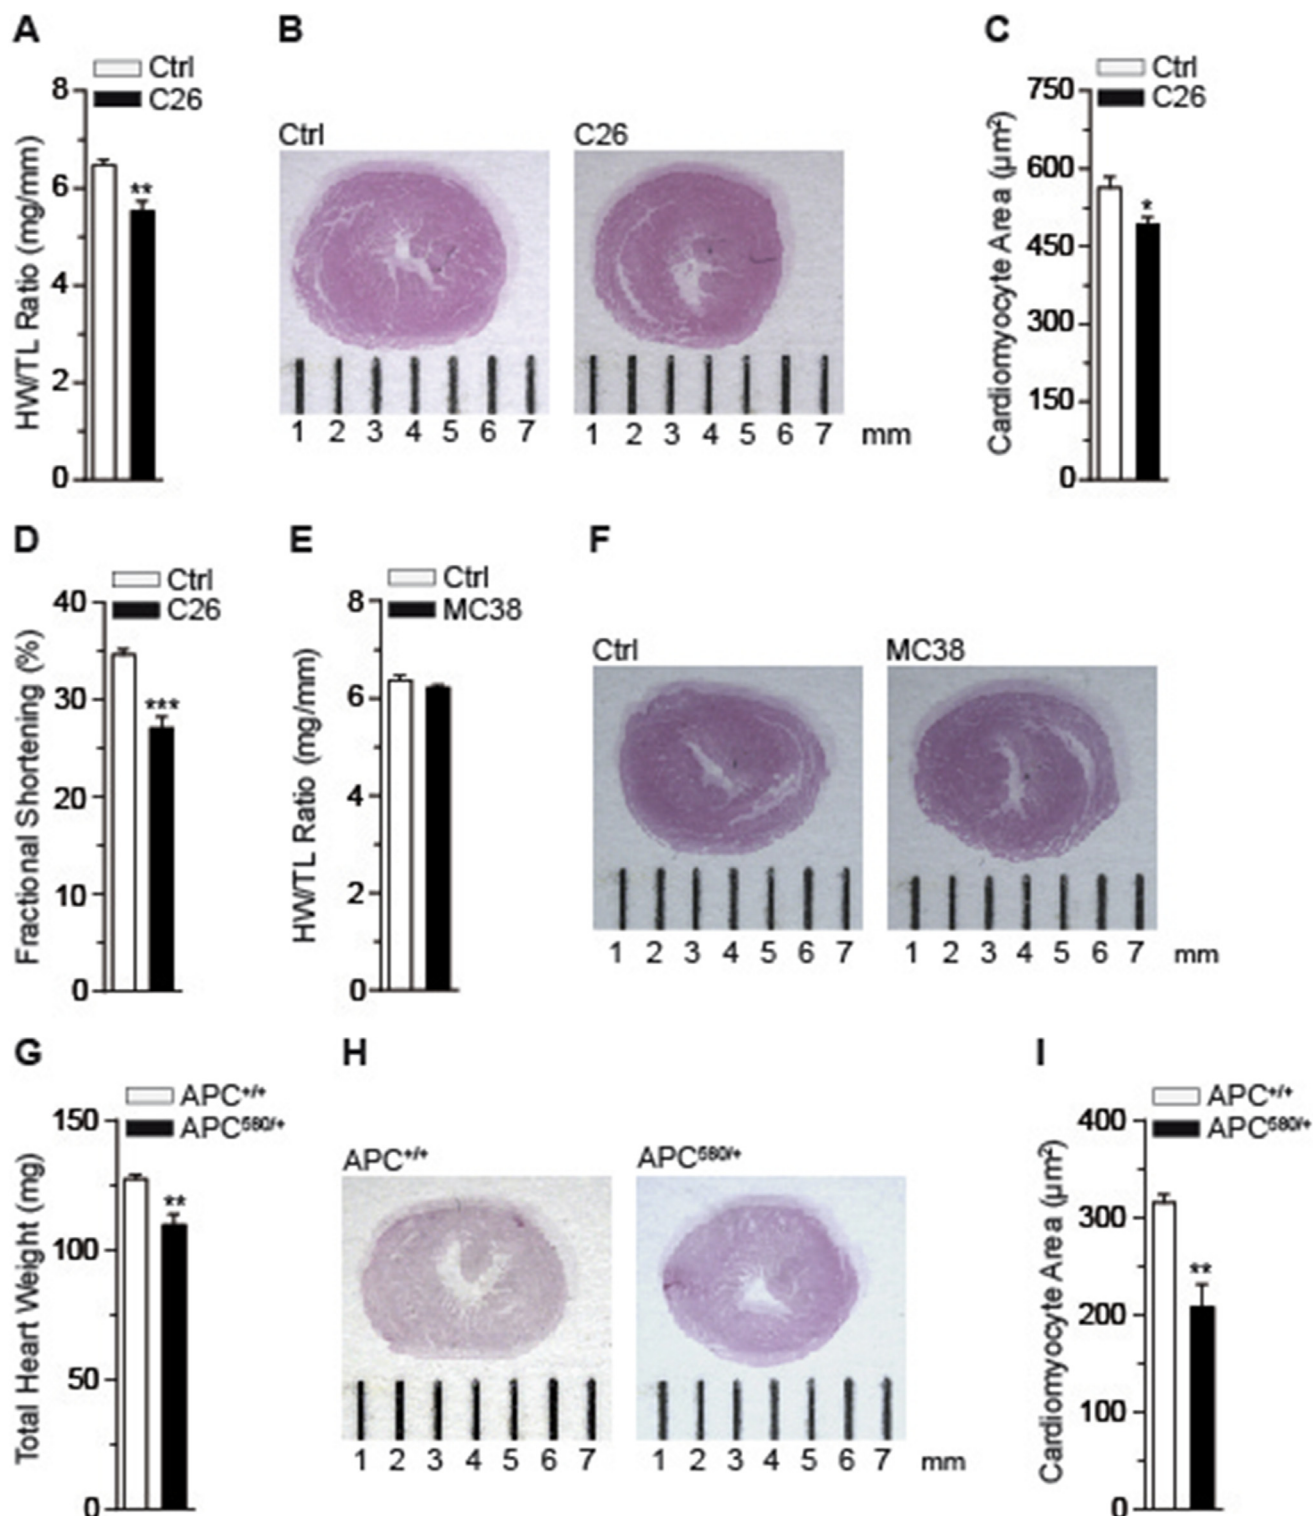 A
Ctrl
C26
HW/TL Ratio (mg/mm)
8
6
4
2
0
**
B
Ctrl
C26
1 2 3 4 5 6 7
1 2 3 4 5 6 7 mm
C
Ctrl
C26
Cardiomyocyte Area (µm²)
750
600
450
300
150
0
*
D
Ctrl
C26
Fractional Shortening (%)
40
30
20
10
0
***
E
Ctrl
MC38
HW/TL Ratio (mg/mm)
8
6
4
2
0
F
Ctrl
MC38
1 2 3 4 5 6 7
1 2 3 4 5 6 7 mm
G
APC⁺/⁺
APC⁵⁸⁰/⁺
Total Heart Weight (mg)
150
100
50
0
**
H
APC⁺/⁺
APC⁵⁸⁰/⁺
1 2 3 4 5 6 7
1 2 3 4 5 6 7 mm
I
APC⁺/⁺
APC⁵⁸⁰/⁺
Cardiomyocyte Area (µm²)
400
300
200
100
0
**